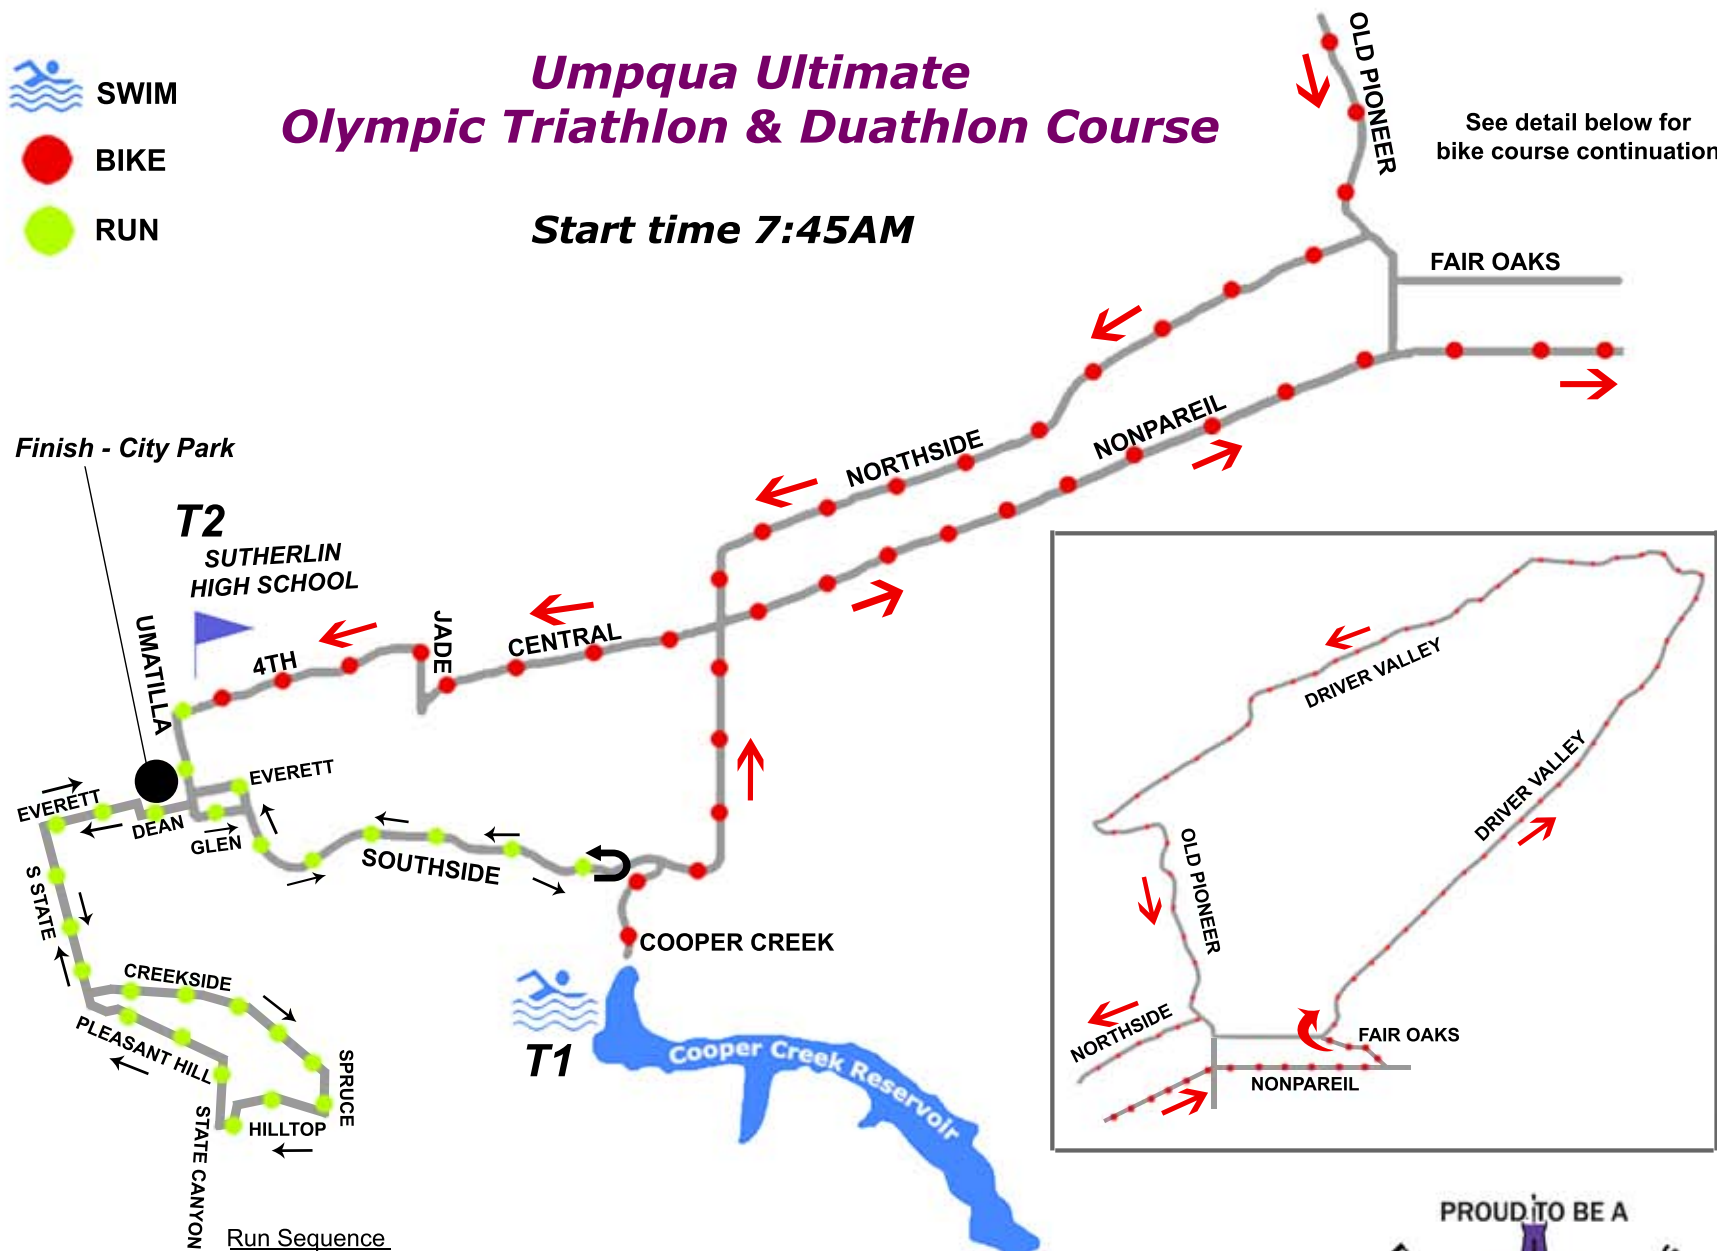 SWIM
BIKE
RUN
Umpqua Ultimate
Olympic Triathlon & Duathlon Course
Start time 7:45AM
OLD PIONEER
See detail below for
bike course continuation
FAIR OAKS
NONPAREIL
NORTHSIDE
Finish - City Park
T2
SUTHERLIN
HIGH SCHOOL
UMATILLA
4TH
JADE
CENTRAL
EVERETT
EVERETT
DEAN
GLEN
SOUTHSIDE
S STATE
COOPER CREEK
CREEKSIDE
PLEASANT HILL
SPRUCE
HILLTOP
STATE CANYON
T1
Cooper Creek Reservoir
Run Sequence
DRIVER VALLEY
DRIVER VALLEY
OLD PIONEER
NORTHSIDE
FAIR OAKS
NONPAREIL
PROUD TO BE A